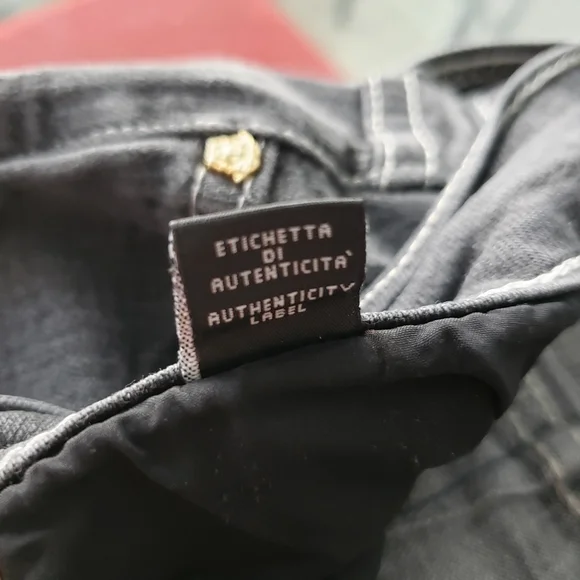 ETICHETTA
DI
AUTENTICITA'
AUTHENTICITY
LABEL